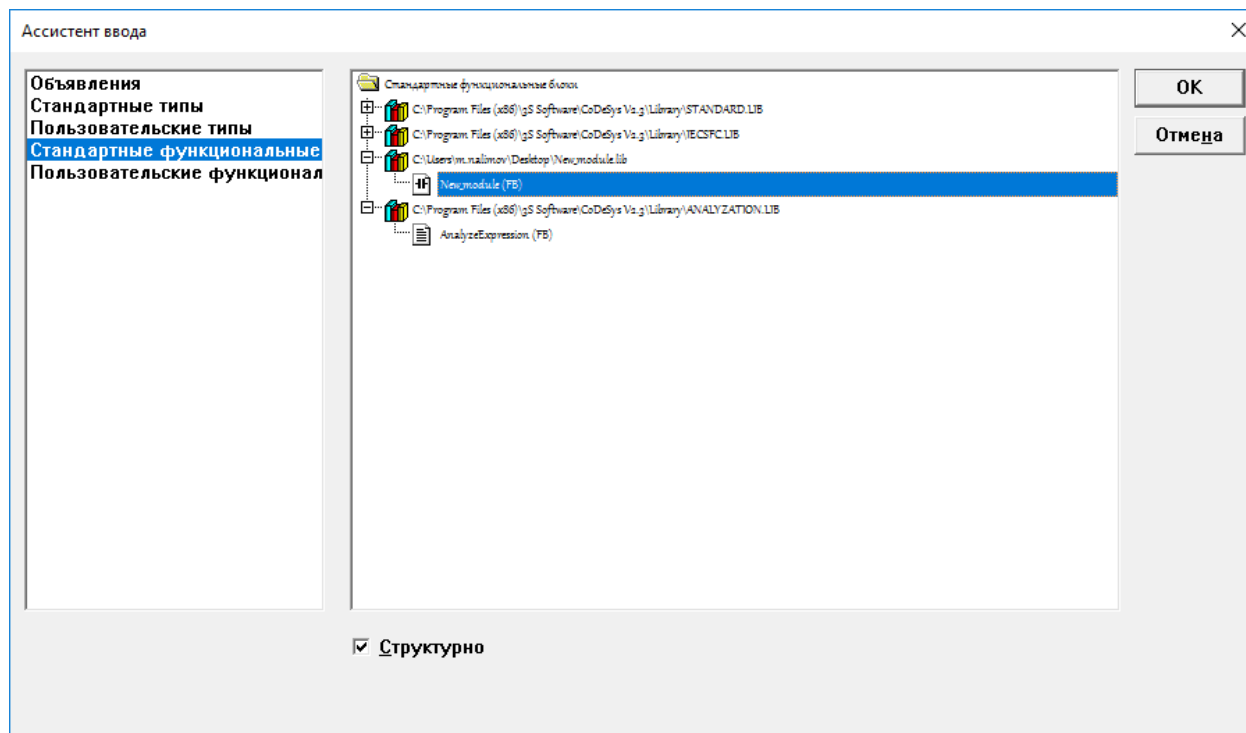 Ассистент ввода
Объявления
Стандартные типы
Пользовательские типы
Стандартные функциональные
Пользовательские функционал
Стандартные функциональные блоки
C:\Program Files (x86)\3S Software\CoDeSys V2.3\Library\STANDARD.LIB
C:\Program Files (x86)\3S Software\CoDeSys V2.3\Library\IECSFC.LIB
C:\Users\m.nalimov\Desktop\New_module.lib
New_module (FB)
C:\Program Files (x86)\3S Software\CoDeSys V2.3\Library\ANALYZATION.LIB
AnalyzeExpression (FB)
OK
Отмена
Структурно